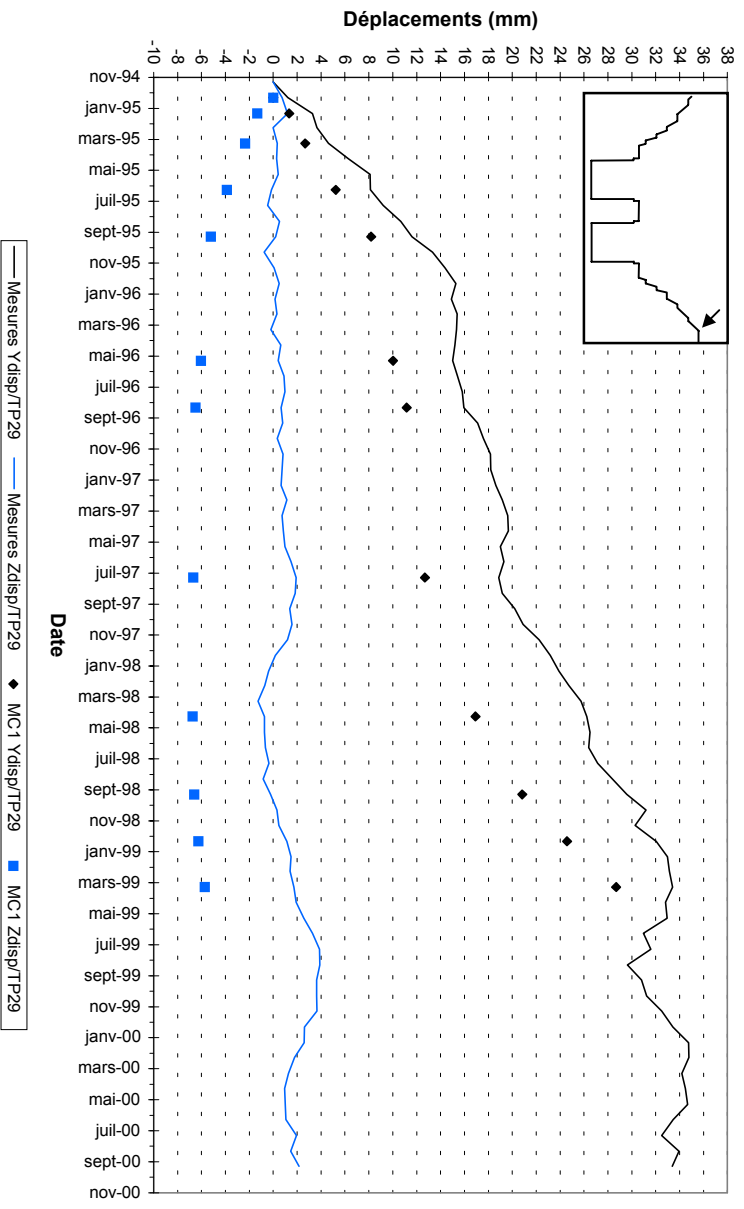 Déplacements (mm)
-10 -8 -6 -4 -2 0 2 4 6 8 10 12 14 16 18 20 22 24 26 28 30 32 34 36 38
nov-94
janv-95
mars-95
mai-95
juil-95
sept-95
nov-95
janv-96
mars-96
mai-96
juil-96
sept-96
nov-96
janv-97
mars-97
mai-97
juil-97
sept-97
nov-97
janv-98
mars-98
mai-98
juil-98
sept-98
nov-98
janv-99
mars-99
mai-99
juil-99
sept-99
nov-99
janv-00
mars-00
mai-00
juil-00
sept-00
nov-00
Date
Mesures Ydisp/TP29 Mesures Zdisp/TP29 MC1 Ydisp/TP29 MC1 Zdisp/TP29